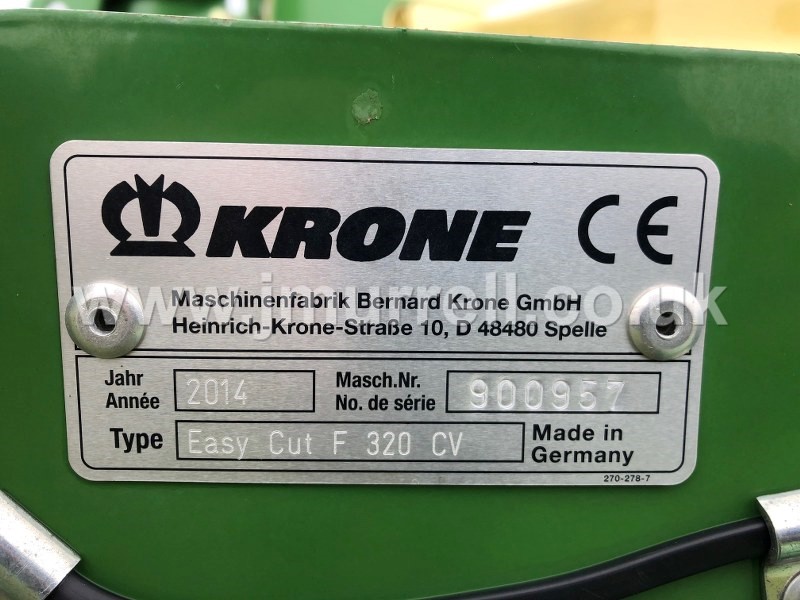 KRONE CE
www.jmurrell.co.uk
Maschinenfabrik Bernard Krone GmbH
Heinrich-Krone-Straße 10, D 48480 Spelle
Jahr
Année 2014
Masch.Nr.
No. de série 900957
Type Easy Cut F 320 CV
Made in
Germany
270-278-7